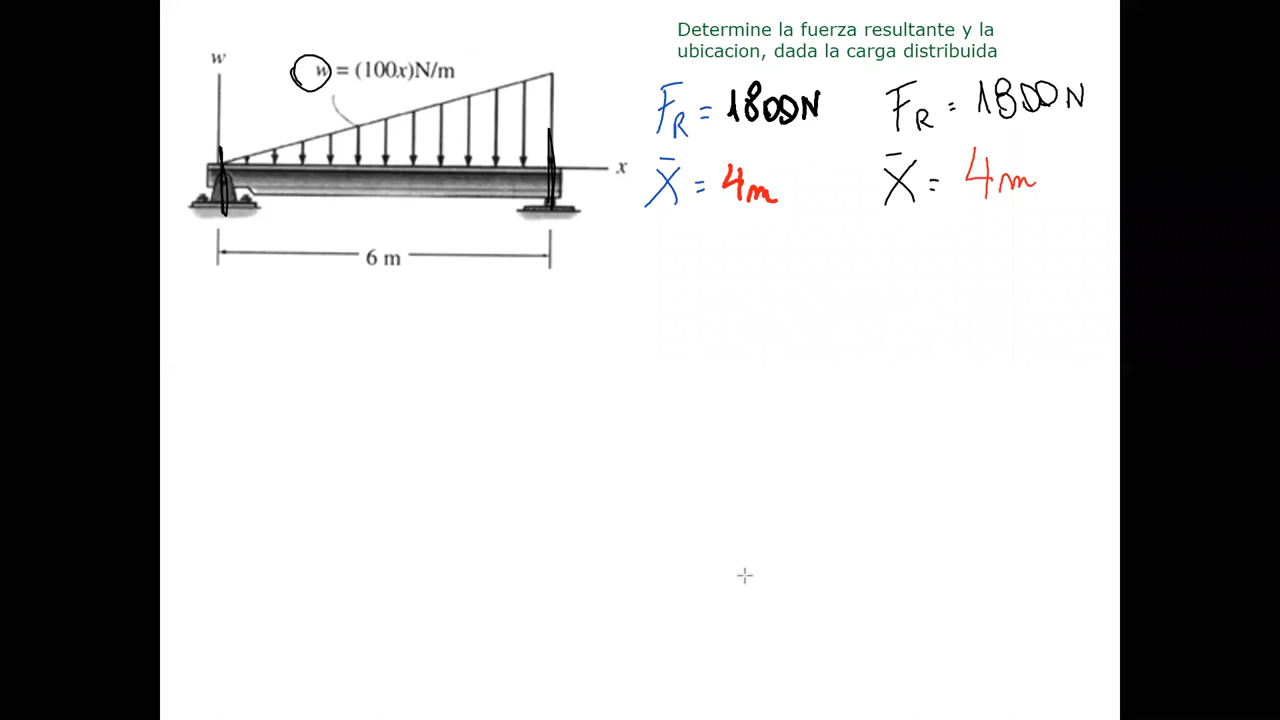 Determine la fuerza resultante y la
ubicacion, dada la carga distribuida
w
w = (100x)N/m
x
6 m
F_R = 1800N
X̄ = 4m
F_R = 1800N
X̄ = 4m